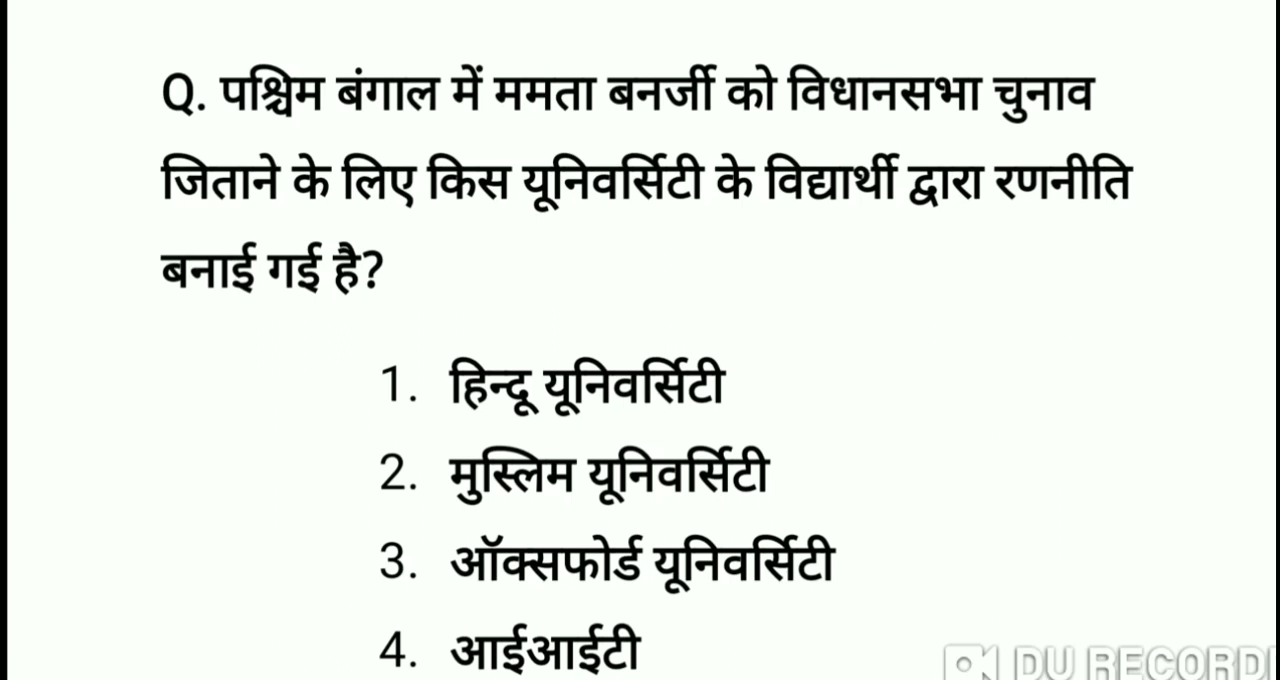 Q. पश्चिम बंगाल में ममता बनर्जी को विधानसभा चुनाव
जिताने के लिए किस यूनिवर्सिटी के विद्यार्थी द्वारा रणनीति
बनाई गई है?
1. हिन्दू यूनिवर्सिटी
2. मुस्लिम यूनिवर्सिटी
3. ऑक्सफोर्ड यूनिवर्सिटी
4. आईआईटी
DU RECORD